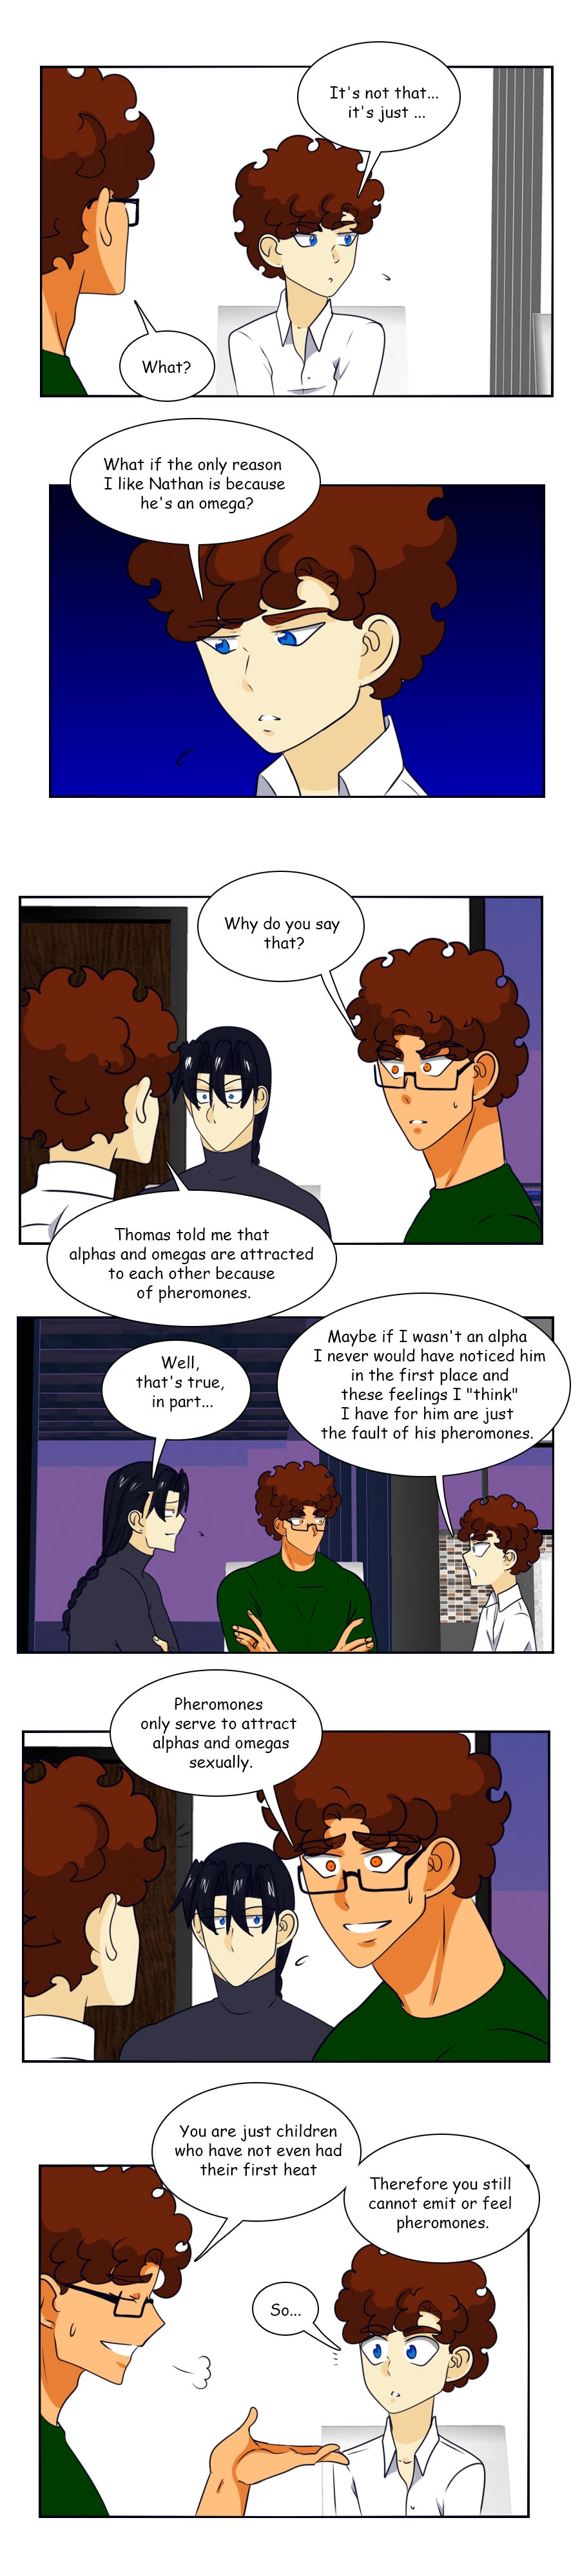 It's not that...
it's just ...
What?
What if the only reason
I like Nathan is because
he's an omega?
Why do you say
that?
Thomas told me that
alphas and omegas are attracted
to each other because
of pheromones.
Well,
that's true,
in part...
Maybe if I wasn't an alpha
I never would have noticed him
in the first place and
these feelings I "think"
I have for him are just
the fault of his pheromones.
Pheromones
only serve to attract
alphas and omegas
sexually.
You are just children
who have not even had
their first heat
Therefore you still
cannot emit or feel
pheromones.
So...